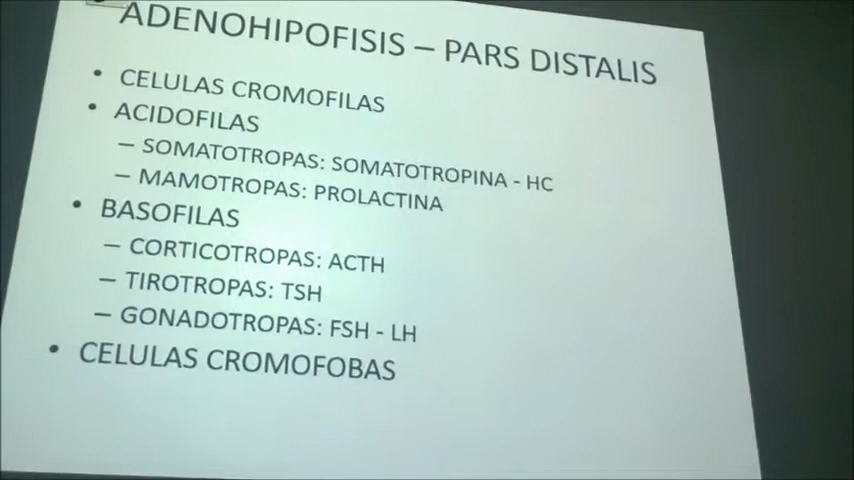 ADENOHIPOFISIS – PARS DISTALIS
• CELULAS CROMOFILAS
• ACIDOFILAS
– SOMATOTROPAS: SOMATOTROPINA - HC
– MAMOTROPAS: PROLACTINA
• BASOFILAS
– CORTICOTROPAS: ACTH
– TIROTROPAS: TSH
– GONADOTROPAS: FSH - LH
• CELULAS CROMOFOBAS